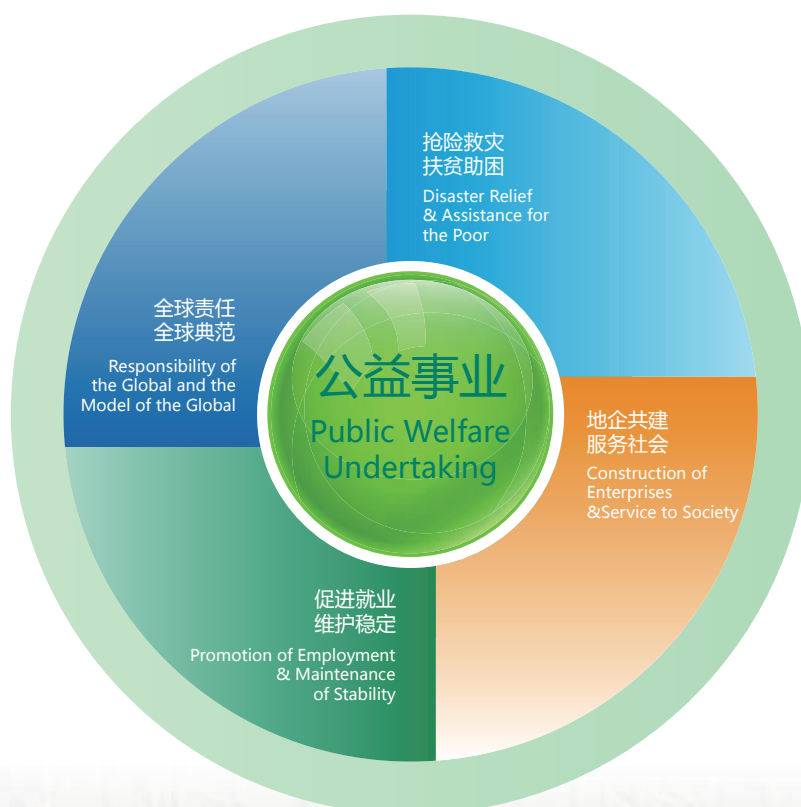 抢险救灾
扶贫助困
Disaster Relief
& Assistance for
the Poor
全球责任
全球典范
Responsibility of
the Global and the
Model of the Global
公益事业
Public Welfare
Undertaking
地企共建
服务社会
Construction of
Enterprises
&Service to Society
促进就业
维护稳定
Promotion of Employment
& Maintenance
of Stability